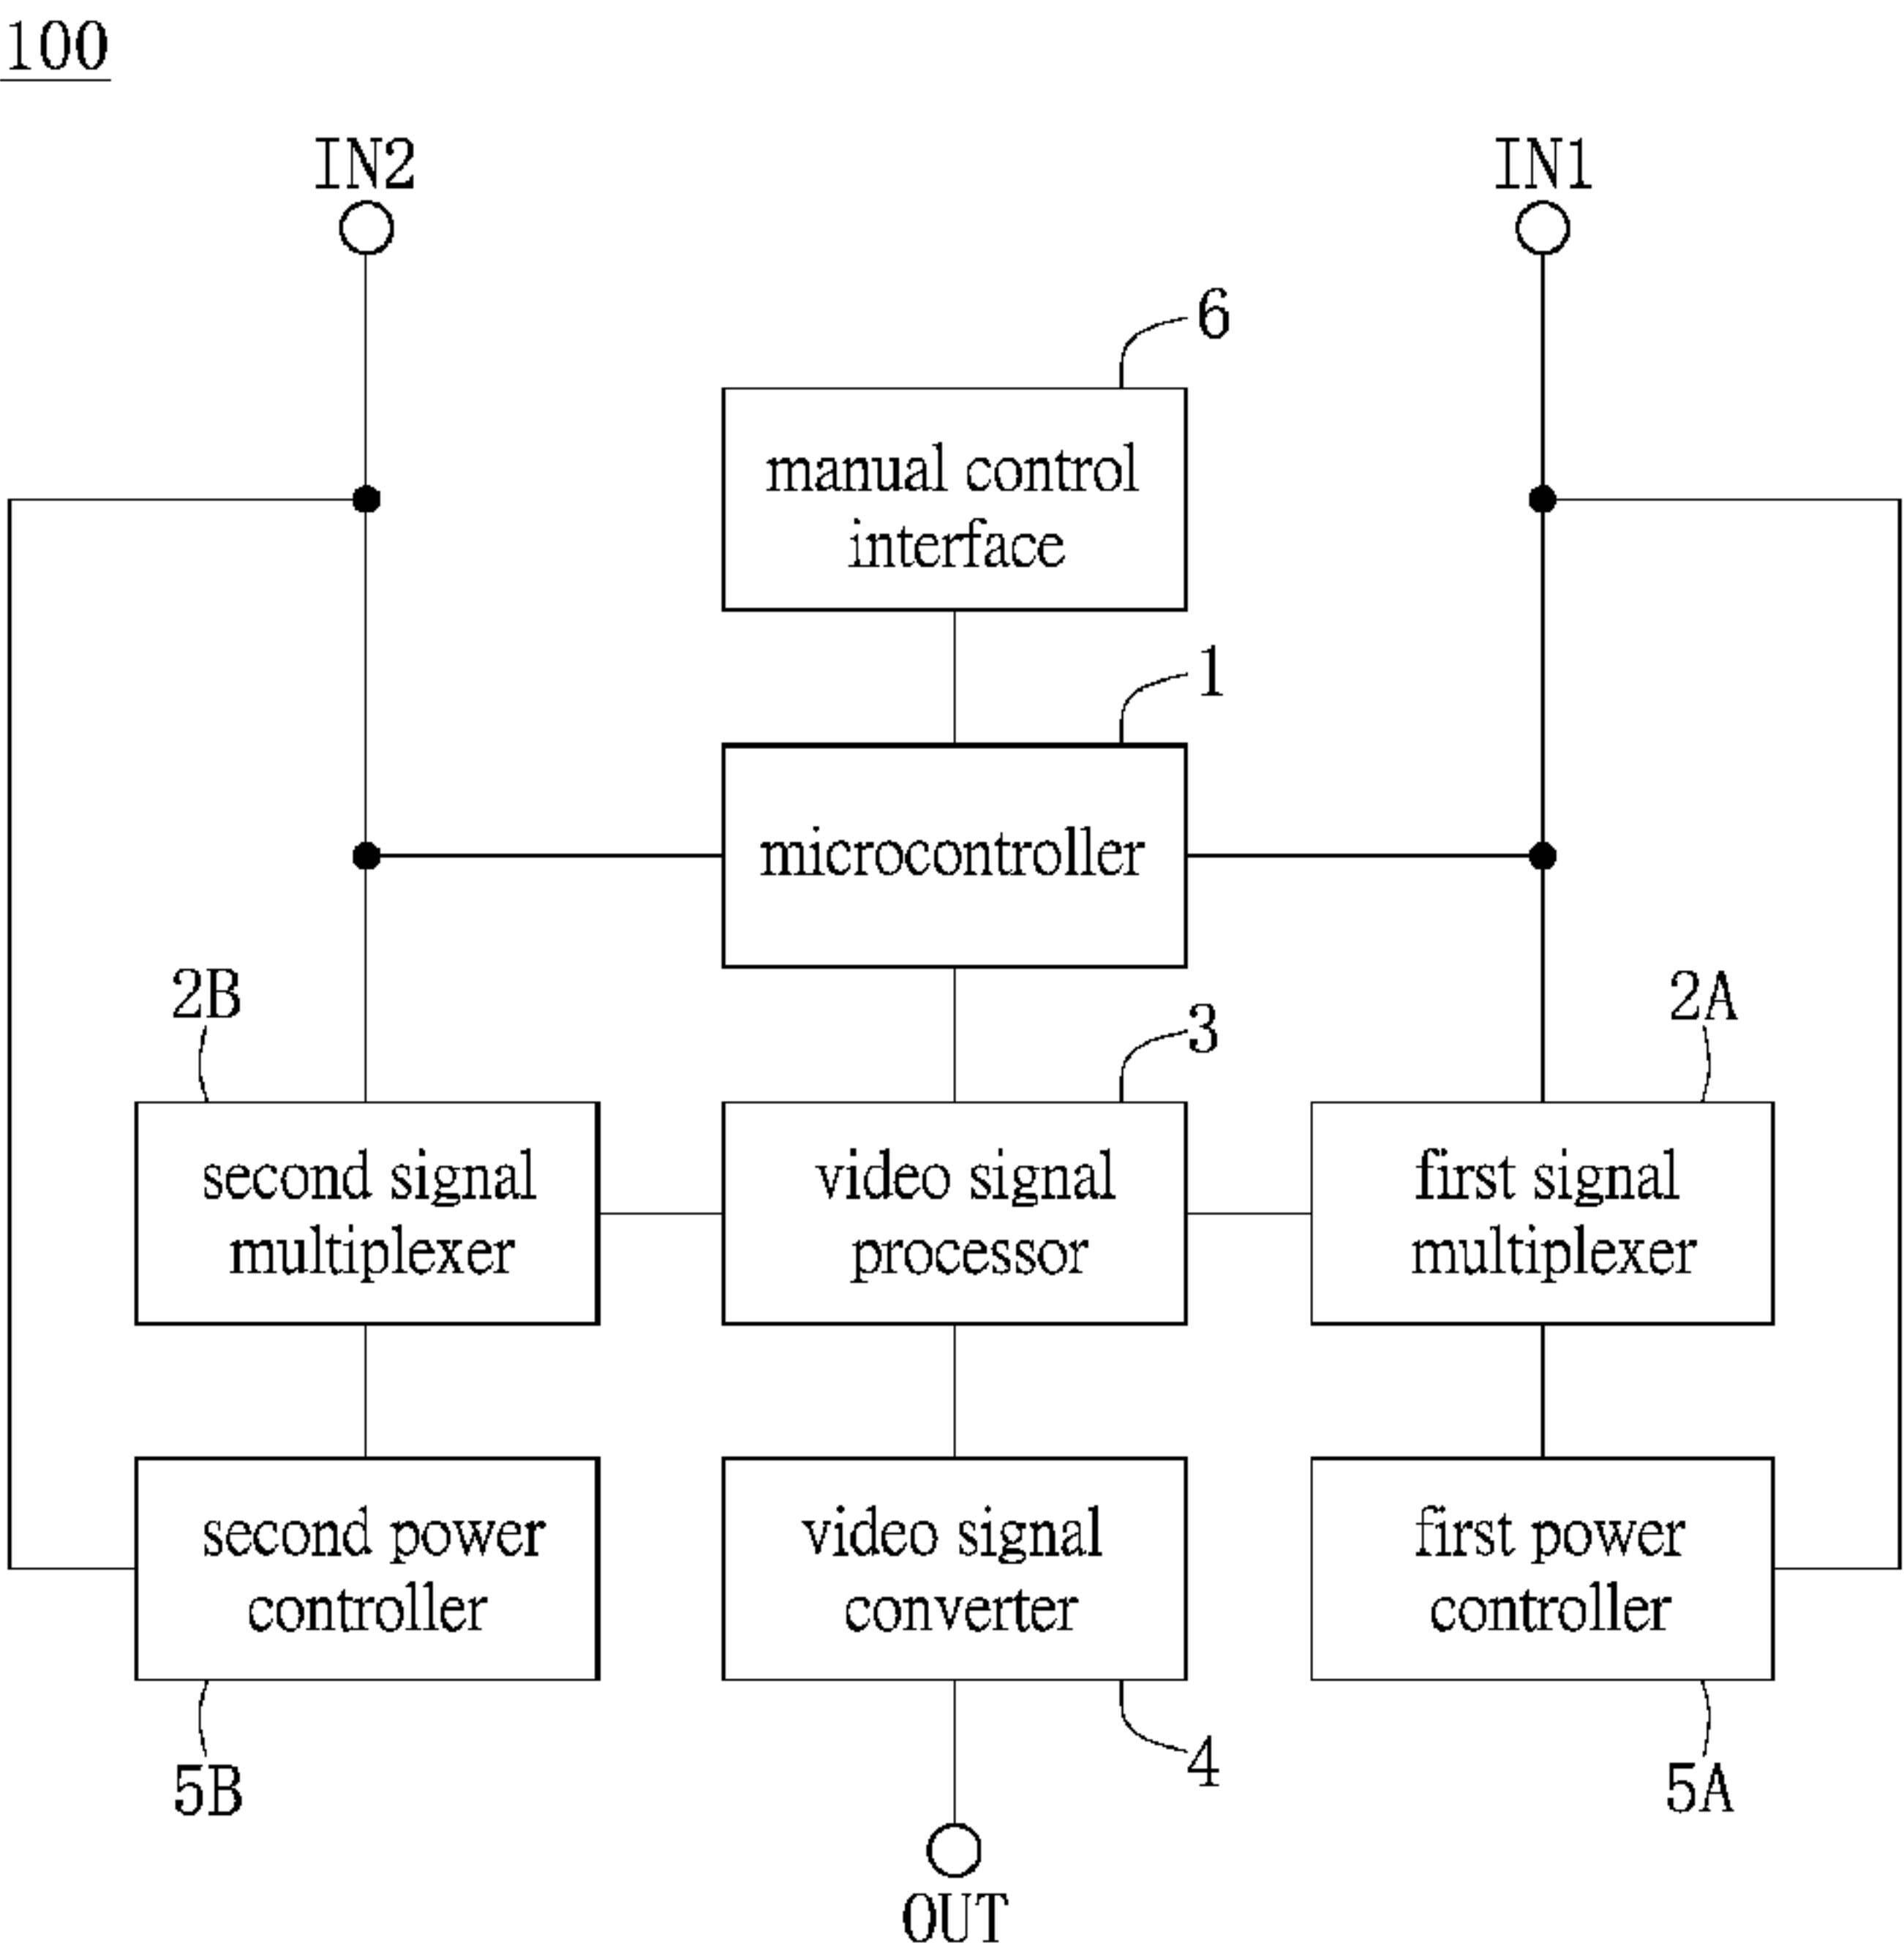 100
IN2
IN1
6
manual control
interface
1
microcontroller
2B
3
2A
second signal
multiplexer
video signal
processor
first signal
multiplexer
second power
controller
video signal
converter
first power
controller
5B
4
5A
OUT